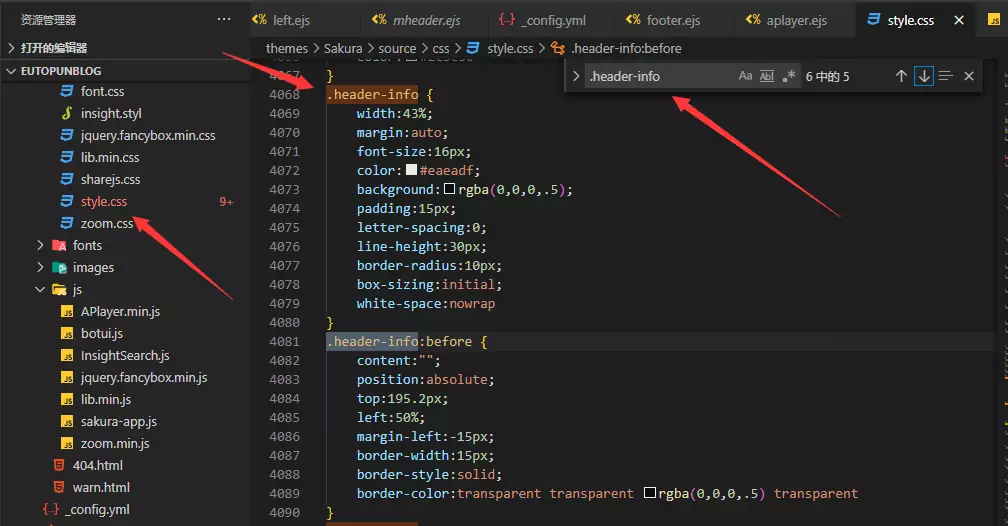 资源管理器 ···
打开的编辑器
EUTOPUNBLOG
font.css
insight.styl
jquery.fancybox.min.css
lib.min.css
sharejs.css
style.css 9+
zoom.css
fonts
images
js
APlayer.min.js
botui.js
InsightSearch.js
jquery.fancybox.min.js
lib.min.js
sakura-app.js
zoom.min.js
404.html
warn.html
_config.yml
left.ejs mheader.ejs _config.yml footer.ejs aplayer.ejs style.css
themes > Sakura > source > css > style.css > .header-info:before
.header-info Aa Abl .* 6 中的 5
4067 }
4068 .header-info {
4069 width:43%;
4070 margin:auto;
4071 font-size:16px;
4072 color:#eaeadf;
4073 background:rgba(0,0,0,.5);
4074 padding:15px;
4075 letter-spacing:0;
4076 line-height:30px;
4077 border-radius:10px;
4078 box-sizing:initial;
4079 white-space:nowrap
4080 }
4081 .header-info:before {
4082 content:"";
4083 position:absolute;
4084 top:195.2px;
4085 left:50%;
4086 margin-left:-15px;
4087 border-width:15px;
4088 border-style:solid;
4089 border-color:transparent transparent rgba(0,0,0,.5) transparent
4090 }